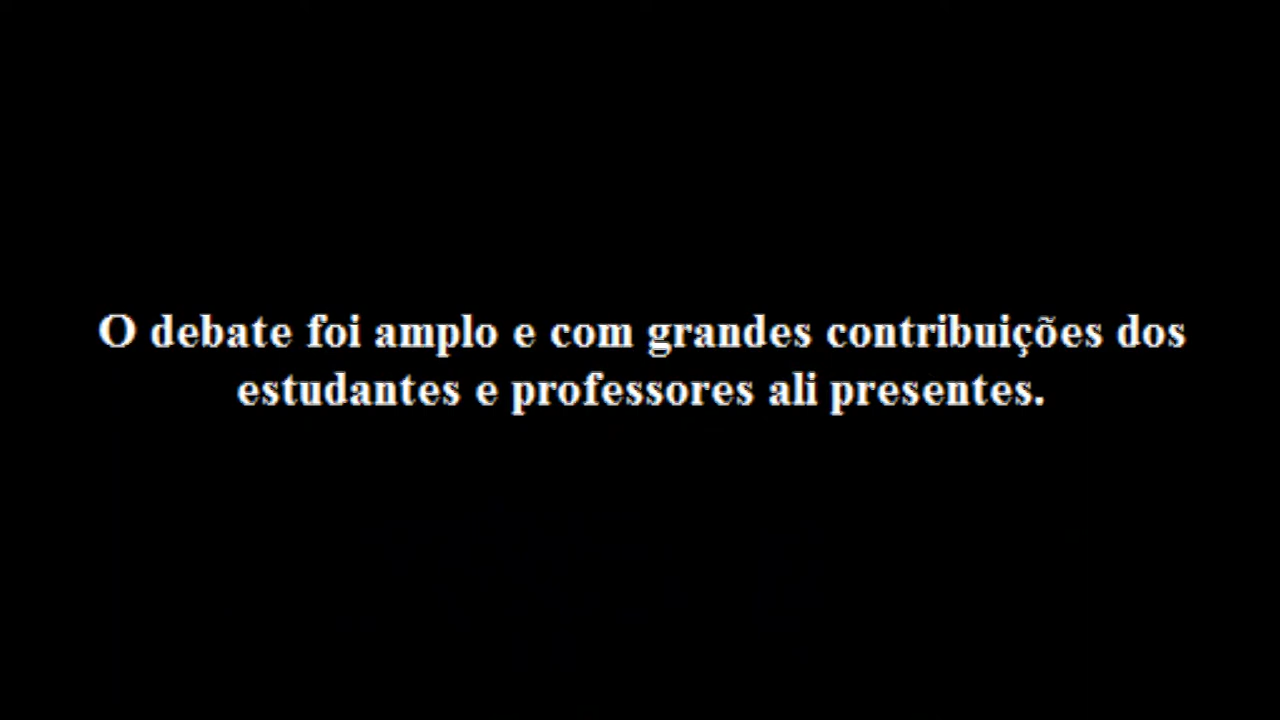 O debate foi amplo e com grandes contribuições dos
estudantes e professores ali presentes.